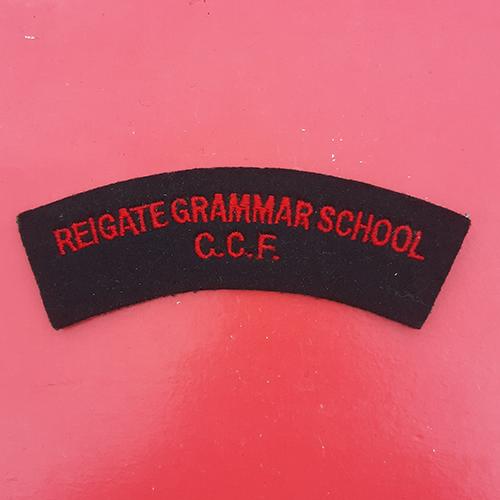 REIGATE GRAMMAR SCHOOL
C.C.F.